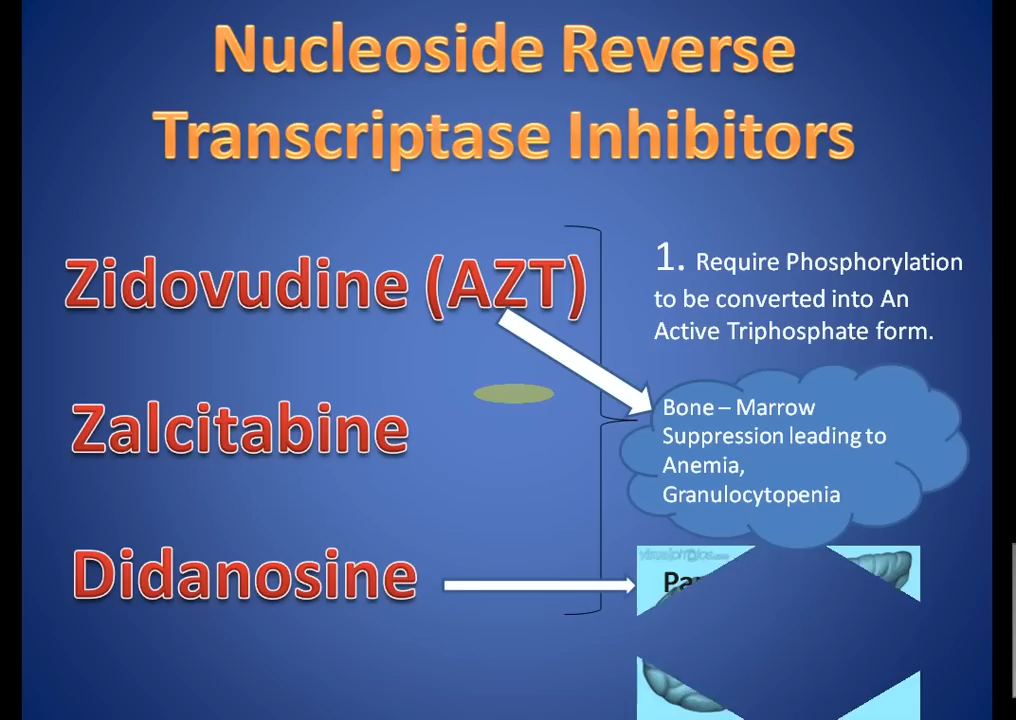 Nucleoside Reverse
Transcriptase Inhibitors
Zidovudine (AZT)
Zalcitabine
Didanosine
1. Require Phosphorylation
to be converted into An
Active Triphosphate form.
Bone – Marrow
Suppression leading to
Anemia,
Granulocytopenia